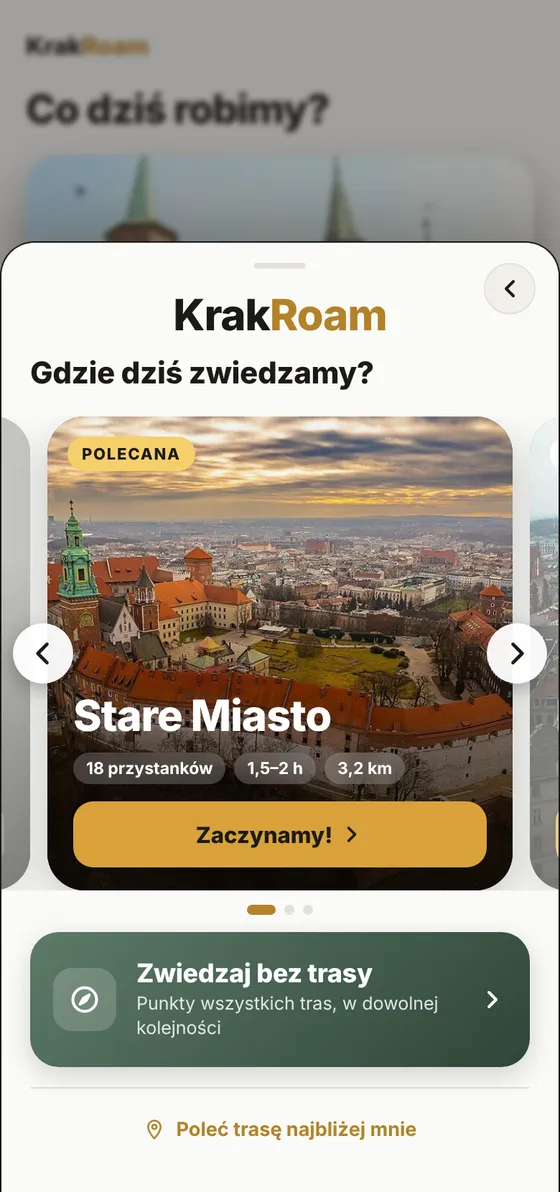 KrakRoam
Co dziś robimy?
KrakRoam
Gdzie dziś zwiedzamy?
POLECANA
Stare Miasto
18 przystanków
1,5–2 h
3,2 km
Zaczynamy!
Zwiedzaj bez trasy
Punkty wszystkich tras, w dowolnej
kolejności
Poleć trasę najbliżej mnie